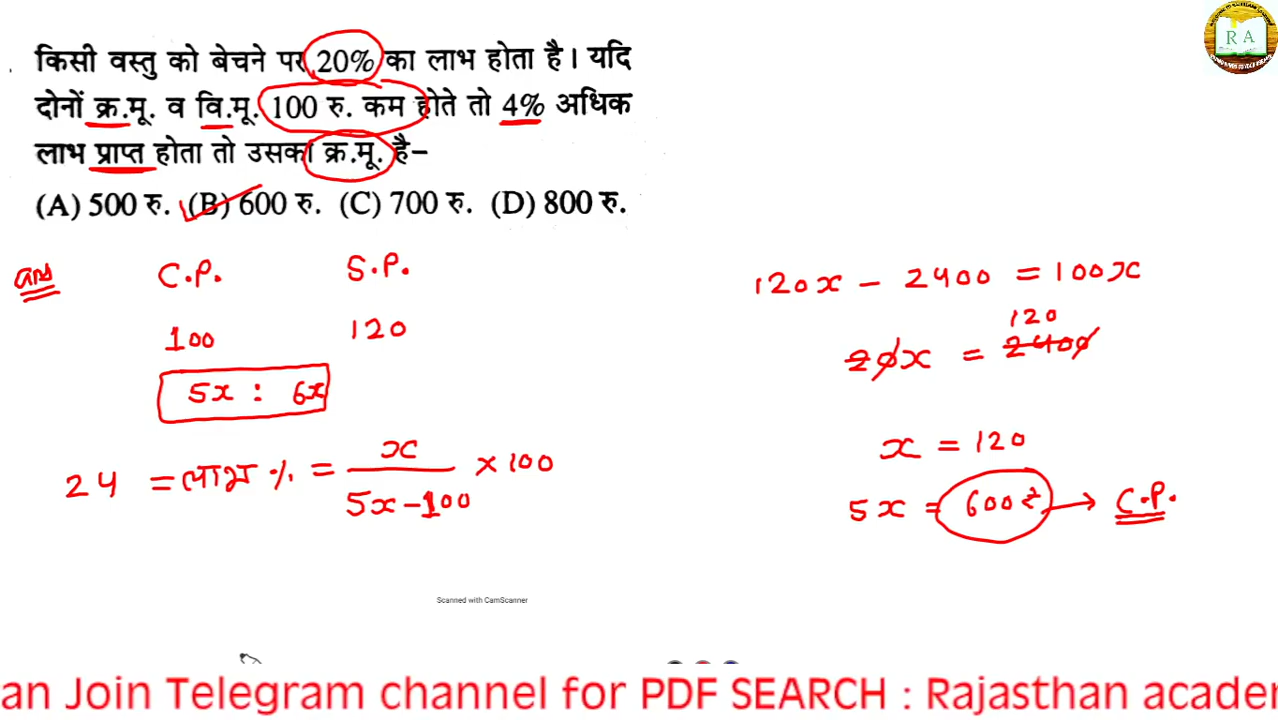 किसी वस्तु को बेचने पर 20% का लाभ होता है। यदि
दोनों क्र.मू. व वि.मू. 100 रु. कम होते तो 4% अधिक
लाभ प्राप्त होता तो उसका क्र.मू. है–
(A) 500 रु. (B) 600 रु. (C) 700 रु. (D) 800 रु.
C.P. S.P.
100 120
5x : 6x
24 = लाभ % = x / 5x - 100 × 100
120x - 2400 = 100x
120
20x = 2400
x = 120
5x = 600₹ → C.P.
R A
Scanned with CamScanner
an Join Telegram channel for PDF SEARCH : Rajasthan acader